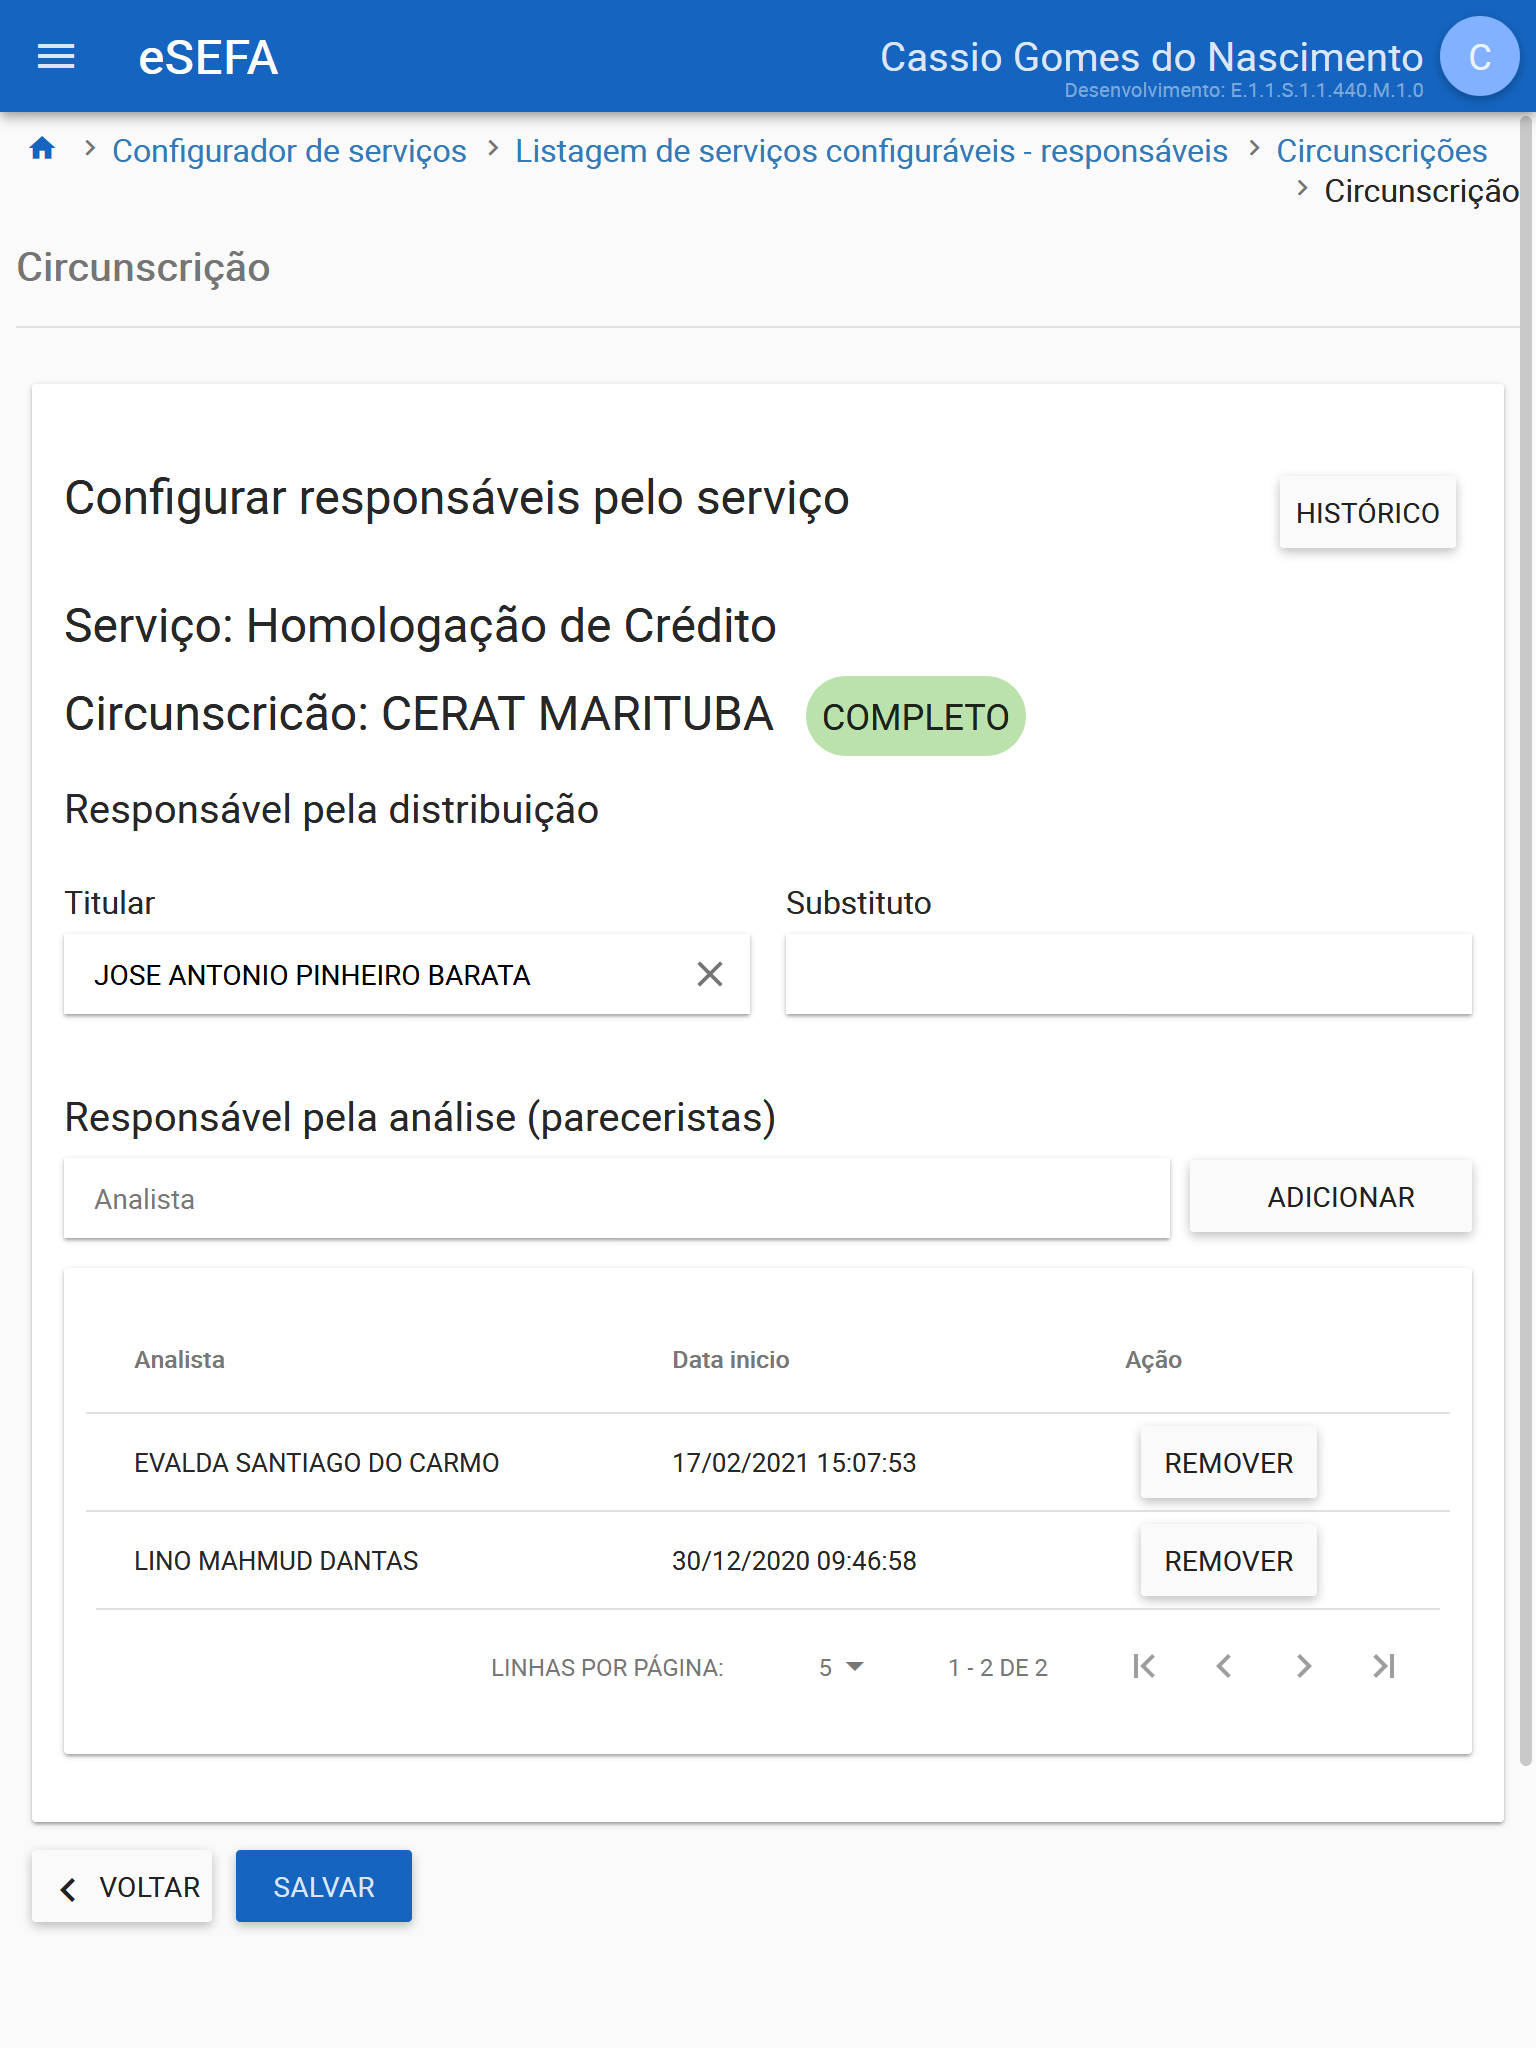 eSEFA
Cassio Gomes do Nascimento
C
Desenvolvimento: E.1.1.S.1.1.440.M.1.0
Configurador de serviços
Listagem de serviços configuráveis - responsáveis
Circunscrições
Circunscrição
Circunscrição
Configurar responsáveis pelo serviço
HISTÓRICO
Serviço: Homologação de Crédito
Circunscricão: CERAT MARITUBA
COMPLETO
Responsável pela distribuição
Titular
Substituto
JOSE ANTONIO PINHEIRO BARATA
Responsável pela análise (pareceristas)
Analista
ADICIONAR
Analista
Data inicio
Ação
EVALDA SANTIAGO DO CARMO
17/02/2021 15:07:53
REMOVER
LINO MAHMUD DANTAS
30/12/2020 09:46:58
REMOVER
LINHAS POR PÁGINA:
5
1 - 2 DE 2
VOLTAR
SALVAR